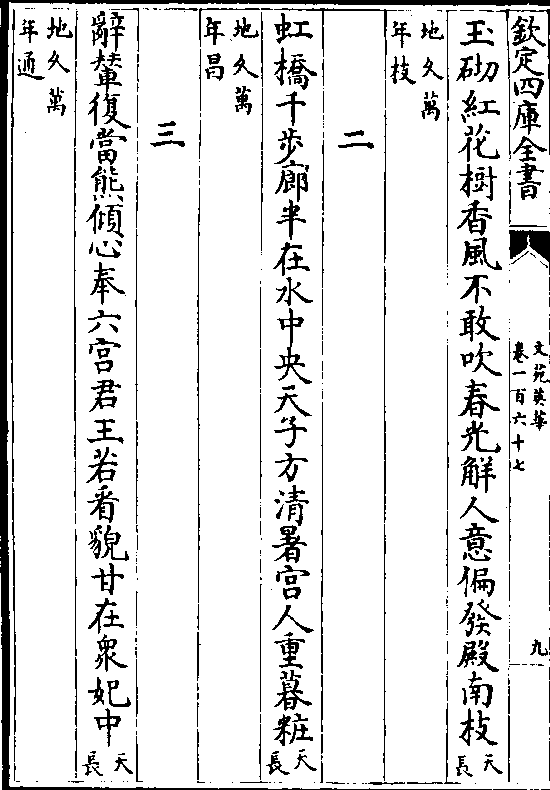 欽定四庫全書
文苑英華
卷一百六十七
九
玉砌紅花樹香風不敢吹春光解人意偏發殿南枝天長
地久萬年枝
二
虹橋千步廊半在水中央天子方清暑宮人重暮粧天長
地久萬年昌
三
辭輦復當熊傾心奉六宮君王若看貌甘在衆妃中天長
地久萬年通